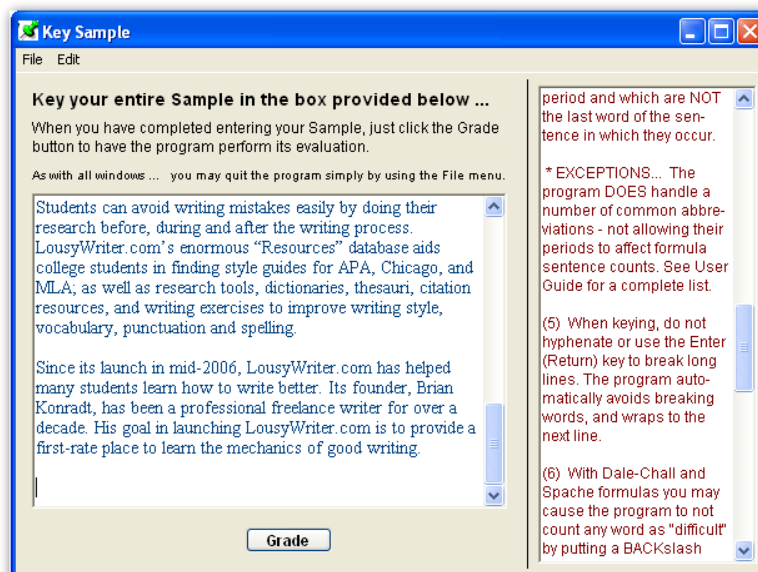 Key Sample
File Edit
Key your entire Sample in the box provided below ...
When you have completed entering your Sample, just click the Grade
button to have the program perform its evaluation.
As with all windows ... you may quit the program simply by using the File menu.
Students can avoid writing mistakes easily by doing their
research before, during and after the writing process.
LousyWriter.com’s enormous “Resources” database aids
college students in finding style guides for APA, Chicago, and
MLA; as well as research tools, dictionaries, thesauri, citation
resources, and writing exercises to improve writing style,
vocabulary, punctuation and spelling.
Since its launch in mid-2006, LousyWriter.com has helped
many students learn how to write better. Its founder, Brian
Konradt, has been a professional freelance writer for over a
decade. His goal in launching LousyWriter.com is to provide a
first-rate place to learn the mechanics of good writing.
Grade
period and which are NOT
the last word of the sen-
tence in which they occur.
* EXCEPTIONS... The
program DOES handle a
number of common abbre-
viations - not allowing their
periods to affect formula
sentence counts. See User
Guide for a complete list.
(5) When keying, do not
hyphenate or use the Enter
(Return) key to break long
lines. The program auto-
matically avoids breaking
words, and wraps to the
next line.
(6) With Dale-Chall and
Spache formulas you may
cause the program to not
count any word as "difficult"
by putting a BACKslash